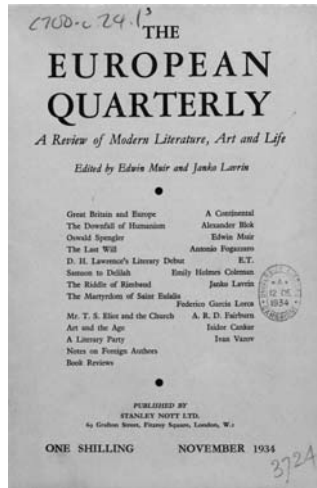 THE
EUROPEAN
QUARTERLY
A Review of Modern Literature, Art and Life
Edited by Edwin Muir and Janko Lavrin
Great Britain and Europe A Continental
The Downfall of Humanism Alexander Blok
Oswald Spengler Edwin Muir
The Last Will Antonio Fogazzaro
D. H. Lawrence's Literary Debut E.T.
Samson to Delilah Emily Holmes Coleman
The Riddle of Rimbaud Janko Lavrin
The Martyrdom of Saint Eulalia
Federico Garcia Lorca
Mr. T. S. Eliot and the Church A. R. D. Fairburn
Art and the Age Isidor Cankar
A Literary Party Ivan Vazov
Notes on Foreign Authors
Book Reviews
PUBLISHED BY
STANLEY NOTT LTD.
69 Grafton Street, Fitzroy Square, London, W.1
ONE SHILLING NOVEMBER 1934
1934
372A